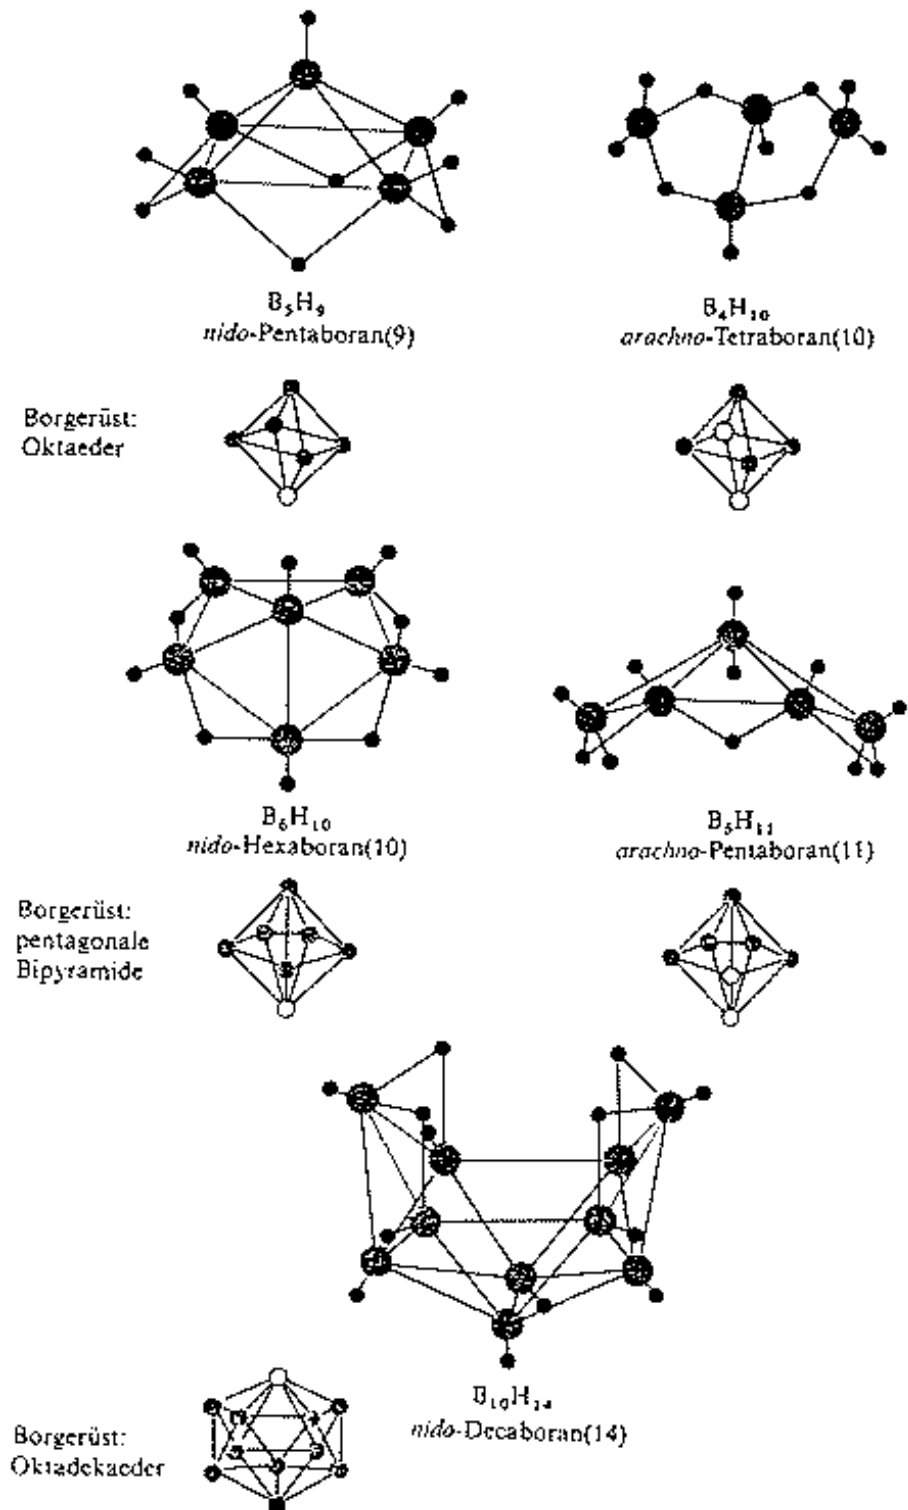 B₅H₉
nido-Pentaboran(9)
B₄H₁₀
arachno-Tetraboran(10)
Borgerüst:
Oktaeder
B₆H₁₀
nido-Hexaboran(10)
B₅H₁₁
arachno-Pentaboran(11)
Borgerüst:
pentagonale
Bipyramide
B₁₀H₁₄
nido-Decaboran(14)
Borgerüst:
Oktadekaeder